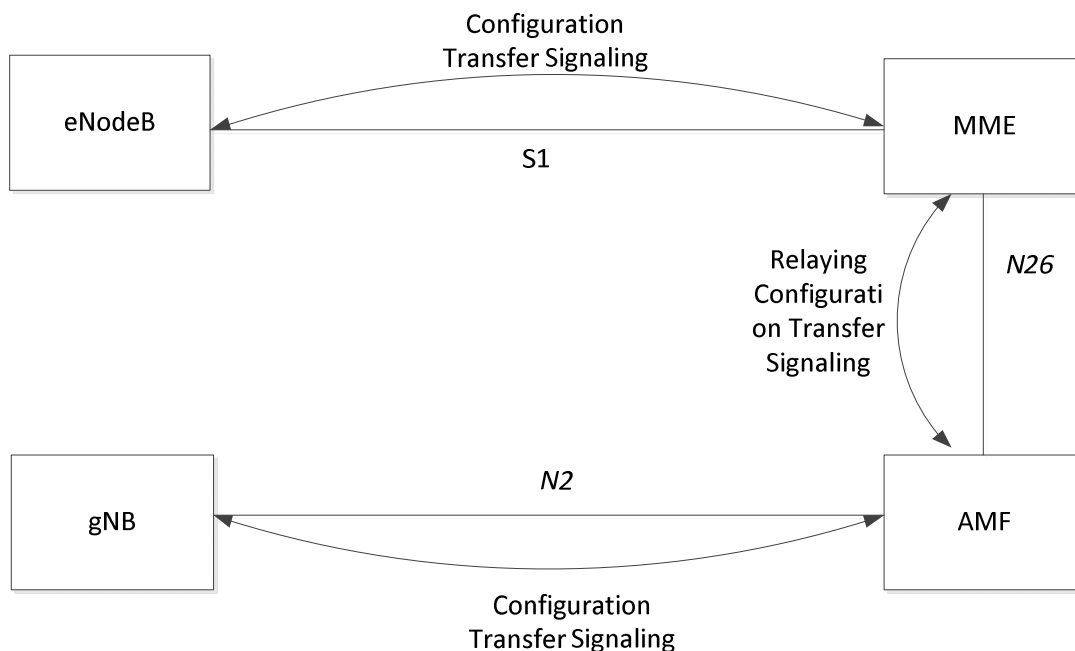 Configuration
Transfer Signaling
eNodeB
MME
S1
Relaying
Configurati
on Transfer
Signaling
N26
N2
gNB
AMF
Configuration
Transfer Signaling